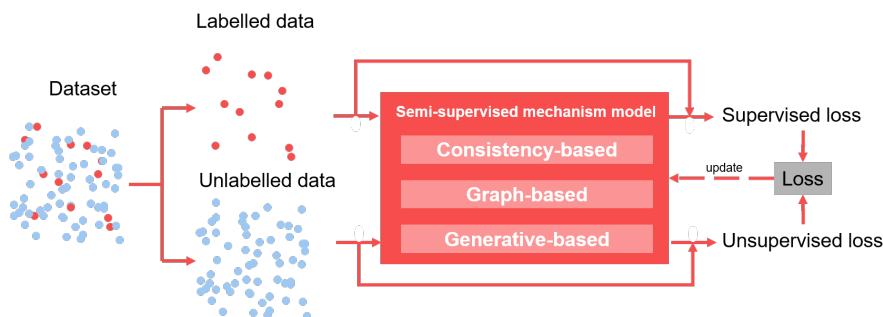 Labelled data
Dataset
Unlabelled data
Semi-supervised mechanism model
Consistency-based
Graph-based
Generative-based
Supervised loss
update
Loss
Unsupervised loss